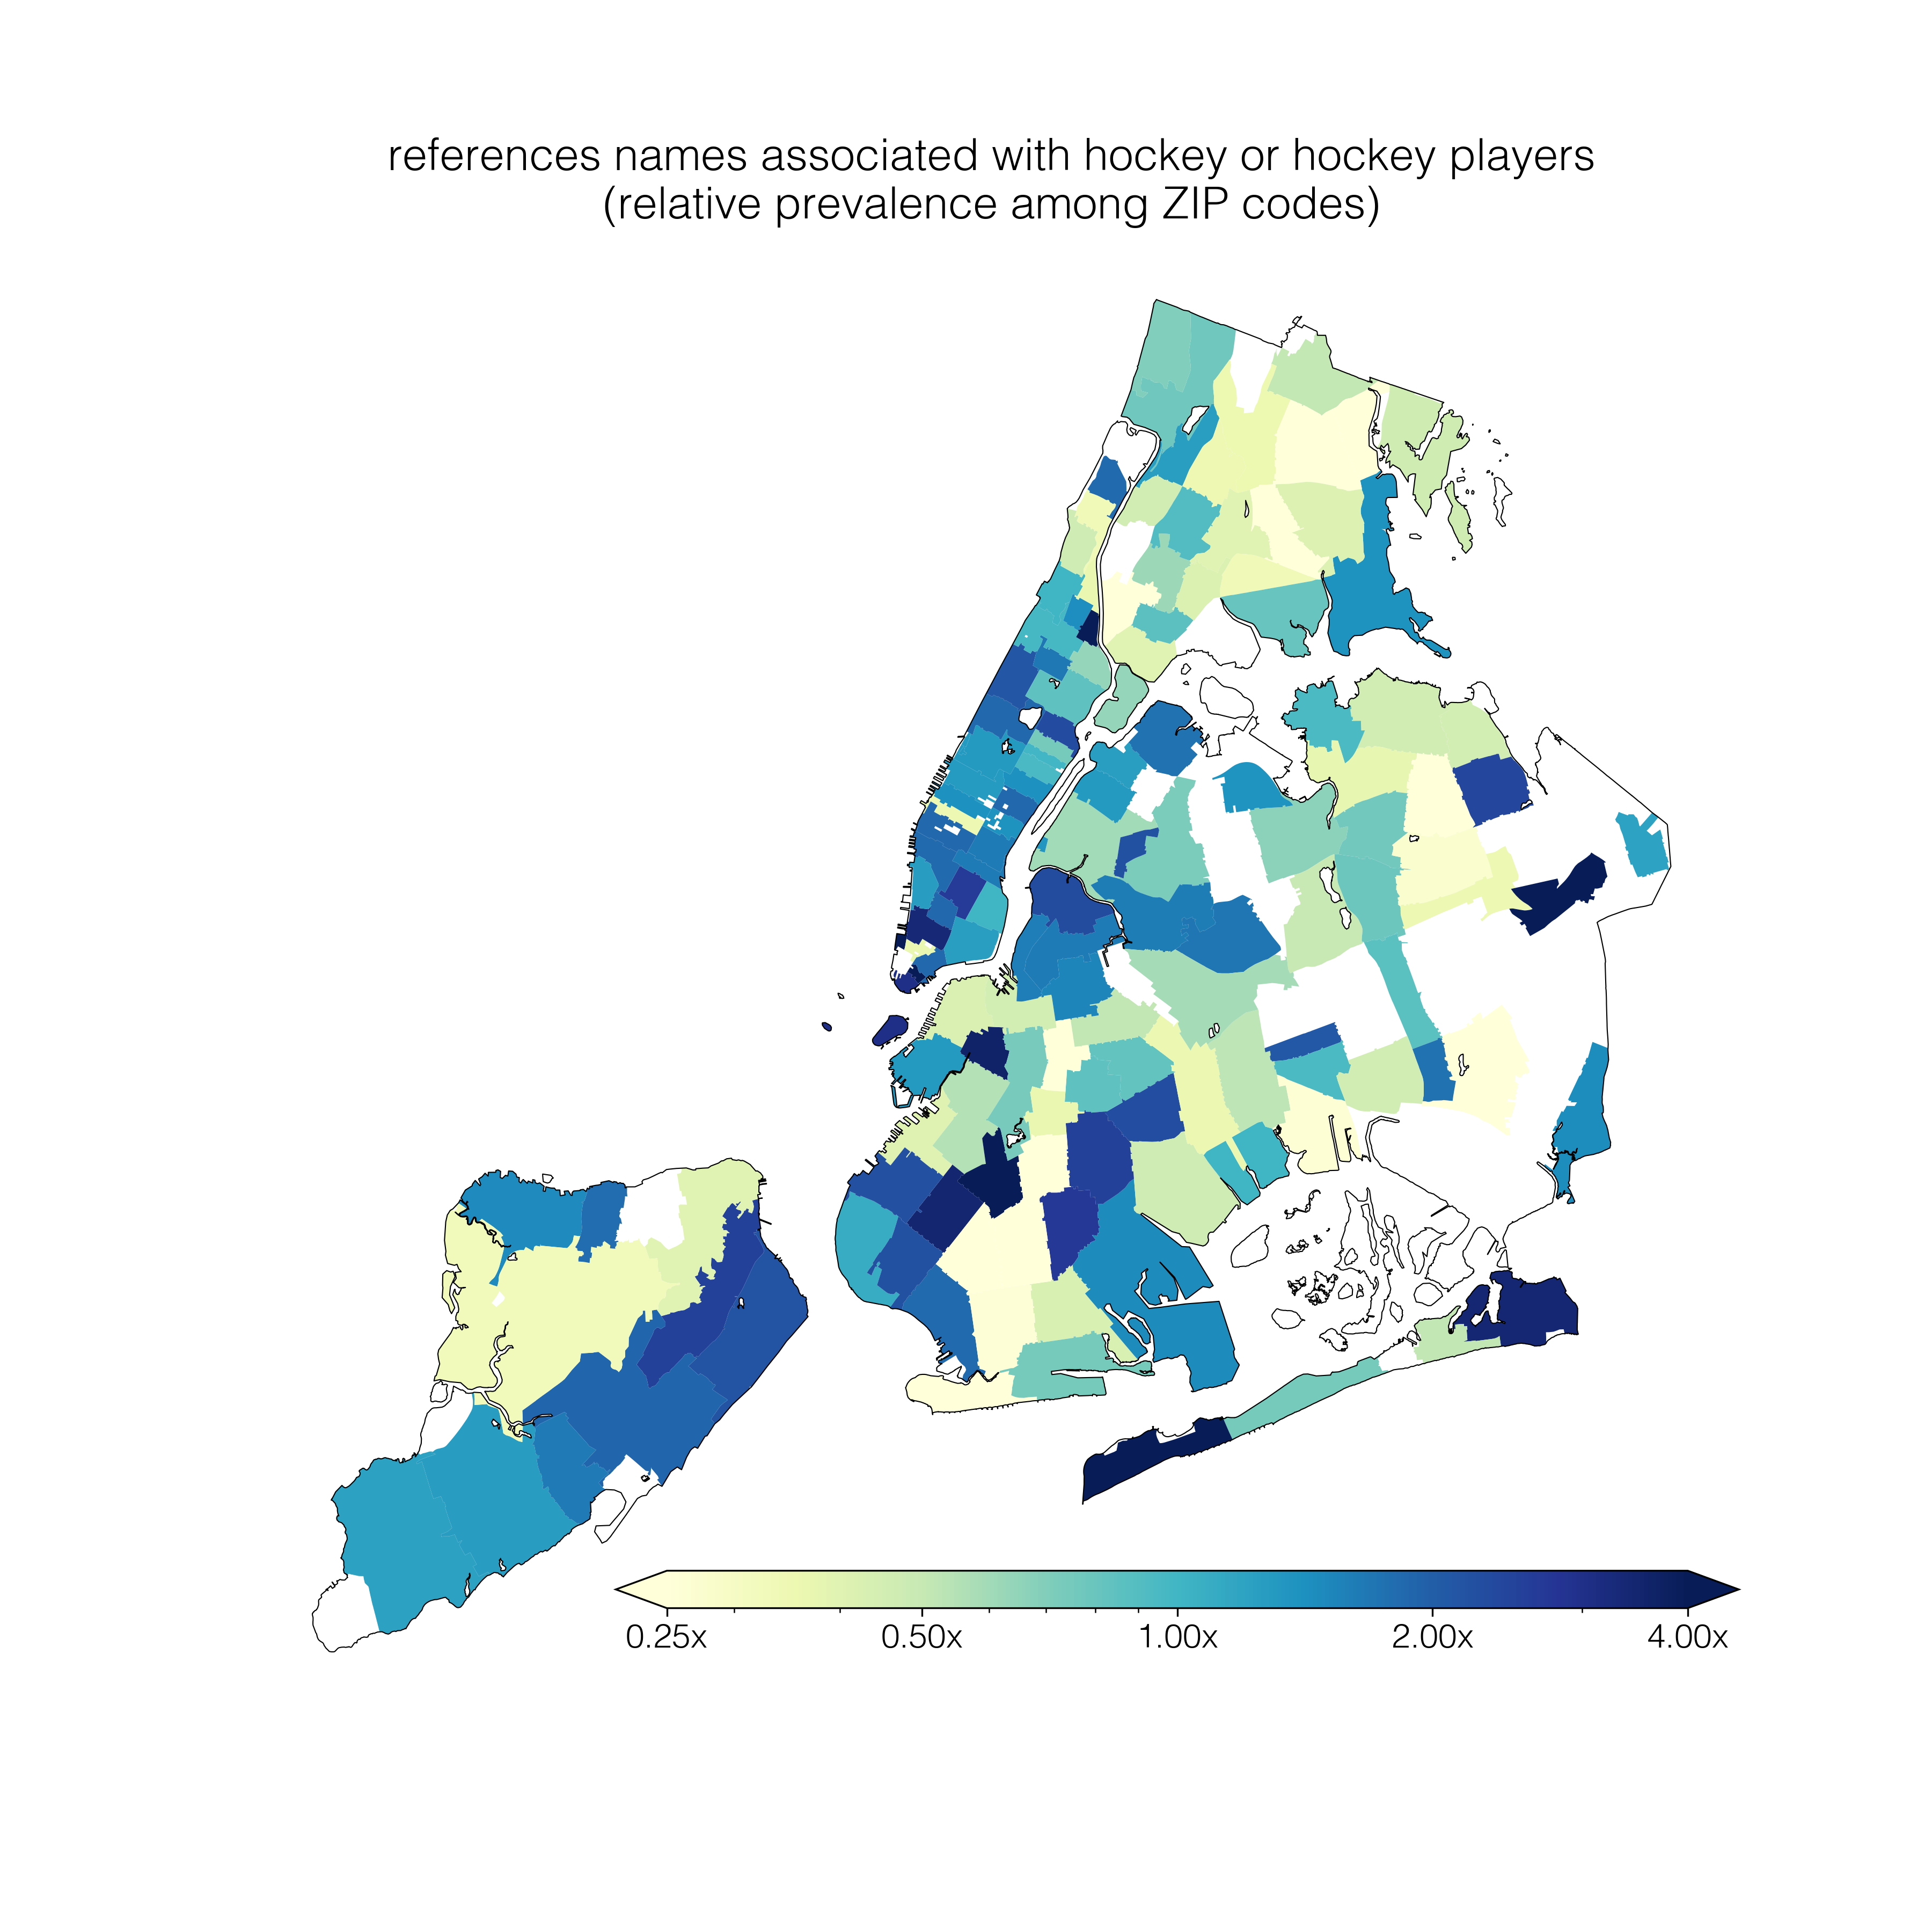 references names associated with hockey or hockey players
(relative prevalence among ZIP codes)
0.25x 0.50x 1.00x 2.00x 4.00x